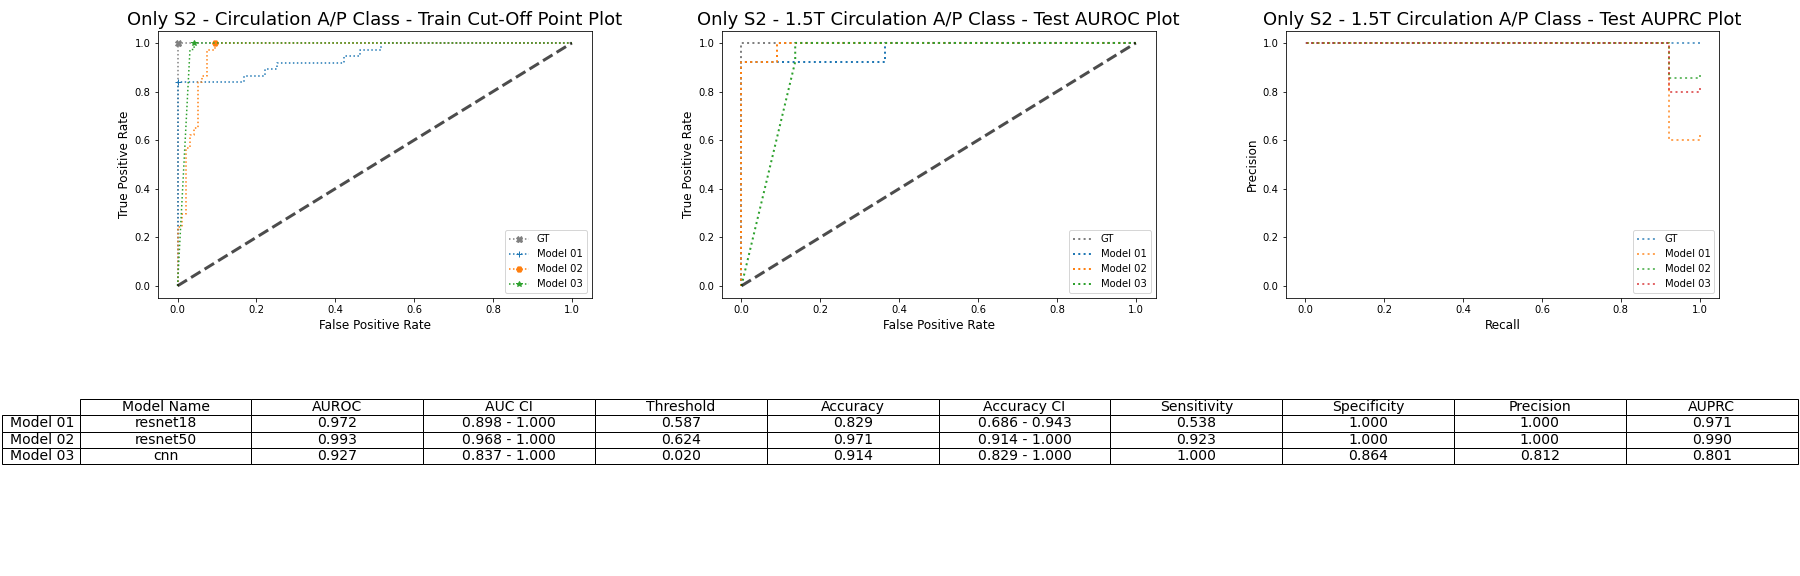 Only S2 - Circulation A/P Class - Train Cut-Off Point Plot
True Positive Rate
1.0
0.8
0.6
0.4
0.2
0.0
0.0 0.2 0.4 0.6 0.8 1.0
False Positive Rate
GT
Model 01
Model 02
Model 03
Only S2 - 1.5T Circulation A/P Class - Test AUROC Plot
True Positive Rate
1.0
0.8
0.6
0.4
0.2
0.0
0.0 0.2 0.4 0.6 0.8 1.0
False Positive Rate
GT
Model 01
Model 02
Model 03
Only S2 - 1.5T Circulation A/P Class - Test AUPRC Plot
Precision
1.0
0.8
0.6
0.4
0.2
0.0
0.0 0.2 0.4 0.6 0.8 1.0
Recall
GT
Model 01
Model 02
Model 03
Model Name AUROC AUC CI Threshold Accuracy Accuracy CI Sensitivity Specificity Precision AUPRC
Model 01 resnet18 0.972 0.898 - 1.000 0.587 0.829 0.686 - 0.943 0.538 1.000 1.000 0.971
Model 02 resnet50 0.993 0.968 - 1.000 0.624 0.971 0.914 - 1.000 0.923 1.000 1.000 0.990
Model 03 cnn 0.927 0.837 - 1.000 0.020 0.914 0.829 - 1.000 1.000 0.864 0.812 0.801